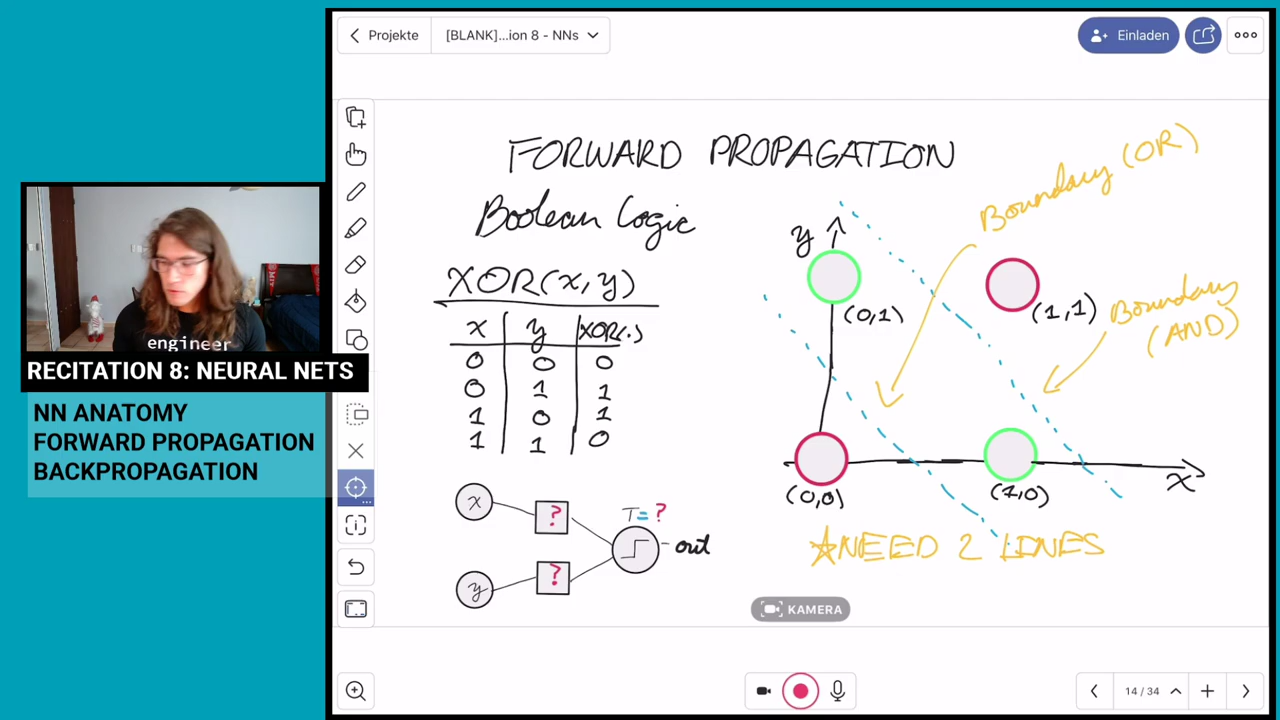 Projekte
[BLANK]...ion 8 - NNs
Einladen
FORWARD PROPAGATION
Boolean Logic
XOR(x,y)
x y XOR(.)
0 0 0
0 1 1
1 0 1
1 1 0
x
?
T=?
out
y
?
y
(0,1)
(1,1)
(0,0)
(1,0)
x
Boundary (OR)
Boundary
(AND)
☆NEED 2 LINES
KAMERA
14 / 34
engineer
RECITATION 8: NEURAL NETS
NN ANATOMY
FORWARD PROPAGATION
BACKPROPAGATION